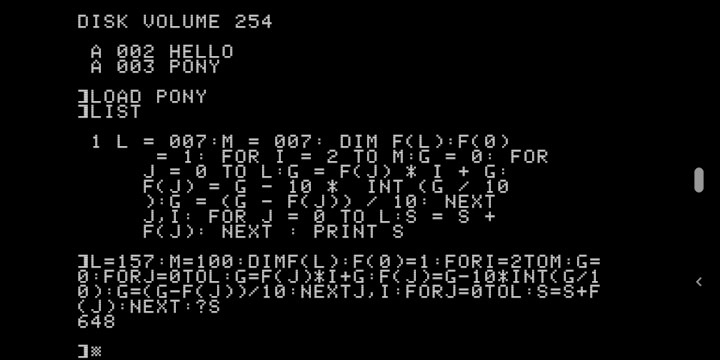 DISK VOLUME 254
A 002 HELLO
A 003 PONY
]LOAD PONY
]LIST
1 L = 007:M = 007: DIM F(L):F(0)
= 1: FOR I = 2 TO M:G = 0: FOR
J = 0 TO L:G = F(J) * I + G:
F(J) = G - 10 * INT (G / 10
):G = (G - F(J)) / 10: NEXT
J,I: FOR J = 0 TO L:S = S +
F(J): NEXT : PRINT S
]L=157:M=100:DIMF(L):F(0)=1:FORI=2TOM:G=
0:FORJ=0TOL:G=F(J)*I+G:F(J)=G-10*INT(G/1
0):G=(G-F(J))/10:NEXTJ,I:FORJ=0TOL:S=S+F
(J):NEXT:?S
648
]